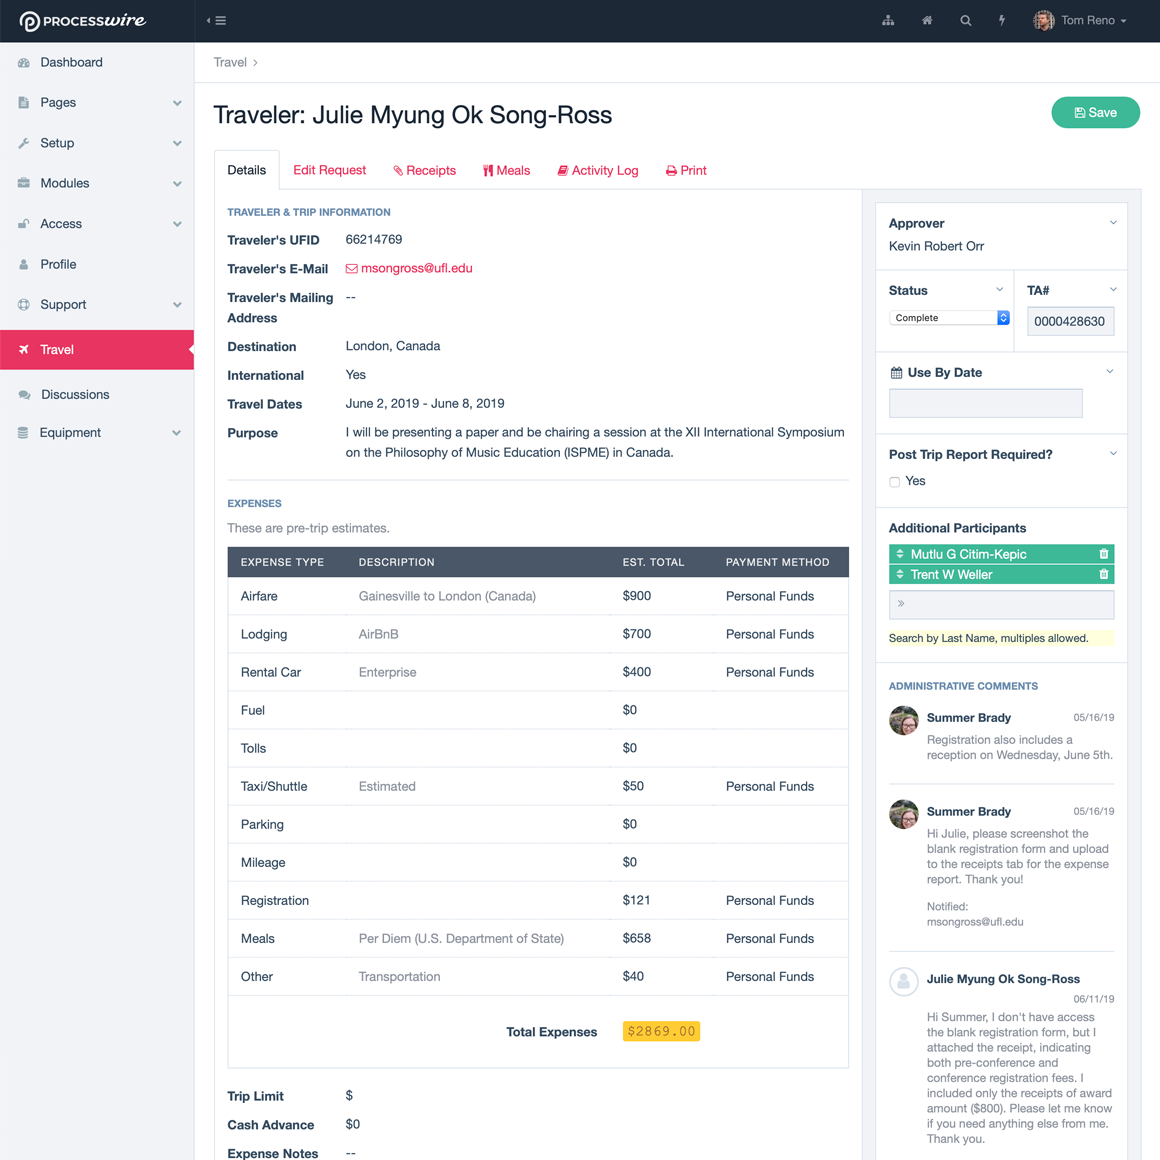 PROCESSwire
Tom Reno
Dashboard
Pages
Setup
Modules
Access
Profile
Support
Travel
Discussions
Equipment
Travel >
Traveler: Julie Myung Ok Song-Ross
Save
Details
Edit Request
Receipts
Meals
Activity Log
Print
TRAVELER & TRIP INFORMATION
Traveler's UFID 66214769
Traveler's E-Mail msongross@ufl.edu
Traveler's Mailing --
Address
Destination London, Canada
International Yes
Travel Dates June 2, 2019 - June 8, 2019
Purpose I will be presenting a paper and be chairing a session at the XII International Symposium
on the Philosophy of Music Education (ISPME) in Canada.
EXPENSES
These are pre-trip estimates.
EXPENSE TYPE DESCRIPTION EST. TOTAL PAYMENT METHOD
Airfare Gainesville to London (Canada) $900 Personal Funds
Lodging AirBnB $700 Personal Funds
Rental Car Enterprise $400 Personal Funds
Fuel $0
Tolls $0
Taxi/Shuttle Estimated $50 Personal Funds
Parking $0
Mileage $0
Registration $121 Personal Funds
Meals Per Diem (U.S. Department of State) $658 Personal Funds
Other Transportation $40 Personal Funds
Total Expenses $2869.00
Trip Limit $
Cash Advance $0
Expense Notes --
Approver
Kevin Robert Orr
Status
Complete
TA#
0000428630
Use By Date
Post Trip Report Required?
Yes
Additional Participants
Mutlu G Citim-Kepic
Trent W Weller
»
Search by Last Name, multiples allowed.
ADMINISTRATIVE COMMENTS
Summer Brady 05/16/19
Registration also includes a
reception on Wednesday, June 5th.
Summer Brady 05/16/19
Hi Julie, please screenshot the
blank registration form and upload
to the receipts tab for the expense
report. Thank you!
Notified:
msongross@ufl.edu
Julie Myung Ok Song-Ross
06/11/19
Hi Summer, I don't have access
the blank registration form, but I
attached the receipt, indicating
both pre-conference and
conference registration fees. I
included only the receipts of award
amount ($800). Please let me know
if you need anything else from me.
Thank you.